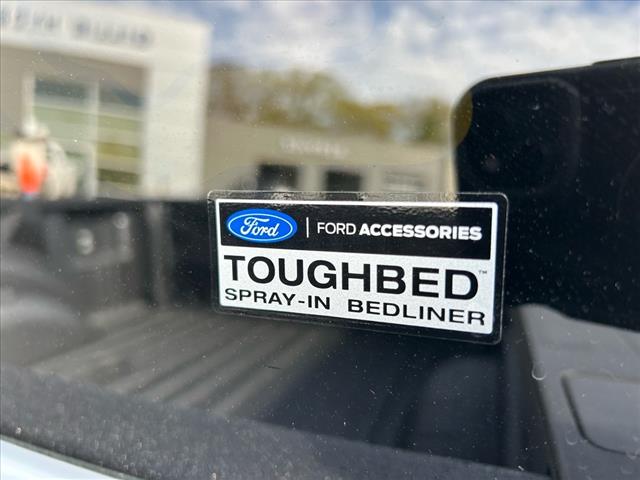 Ford | FORD ACCESSORIES
TOUGHBED™
SPRAY-IN BEDLINER